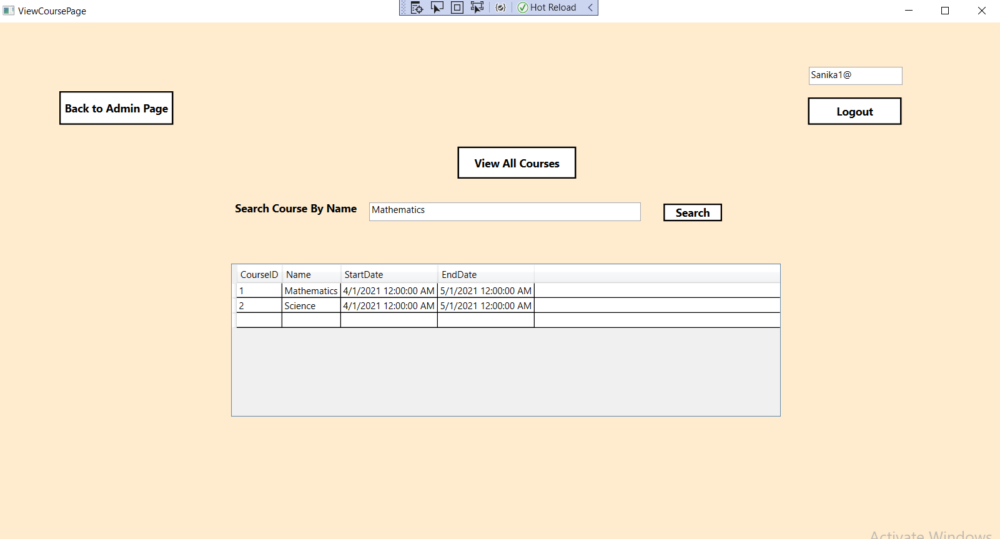 ViewCoursePage
Hot Reload
Sanika1@
Back to Admin Page
Logout
View All Courses
Search Course By Name Mathematics Search
CourseID Name StartDate EndDate
1 Mathematics 4/1/2021 12:00:00 AM 5/1/2021 12:00:00 AM
2 Science 4/1/2021 12:00:00 AM 5/1/2021 12:00:00 AM
Activate Windows